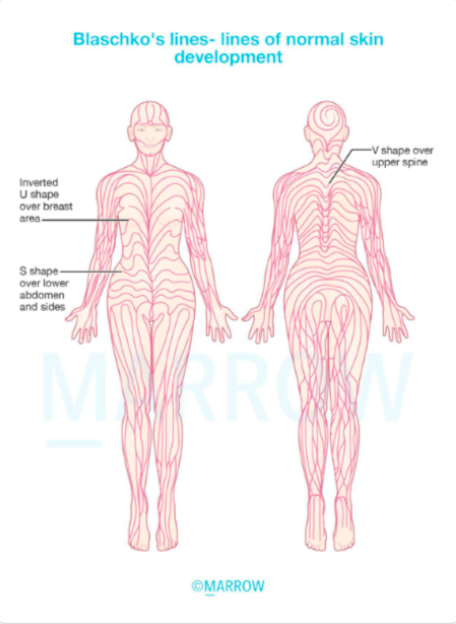 Blaschko's lines- lines of normal skin
development
V shape over
upper spine
Inverted
U shape
over breast
area
S shape
over lower
abdomen
and sides
MARROW
©MARROW